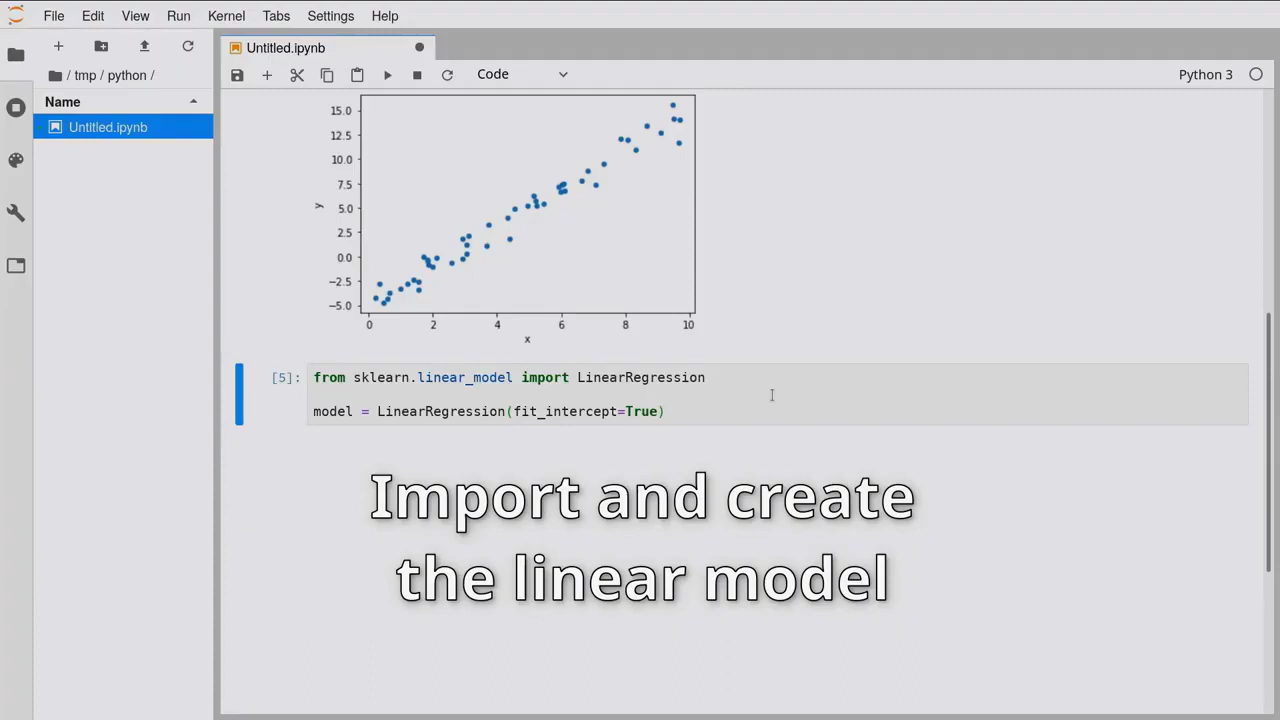 File Edit View Run Kernel Tabs Settings Help
Untitled.ipynb
Code
Python 3
/ tmp / python /
Name
Untitled.ipynb
15.0
12.5
10.0
7.5
5.0
2.5
0.0
−2.5
−5.0
y
0 2 4 6 8 10
x
[5]: from sklearn.linear_model import LinearRegression
model = LinearRegression(fit_intercept=True)
Import and create
the linear model